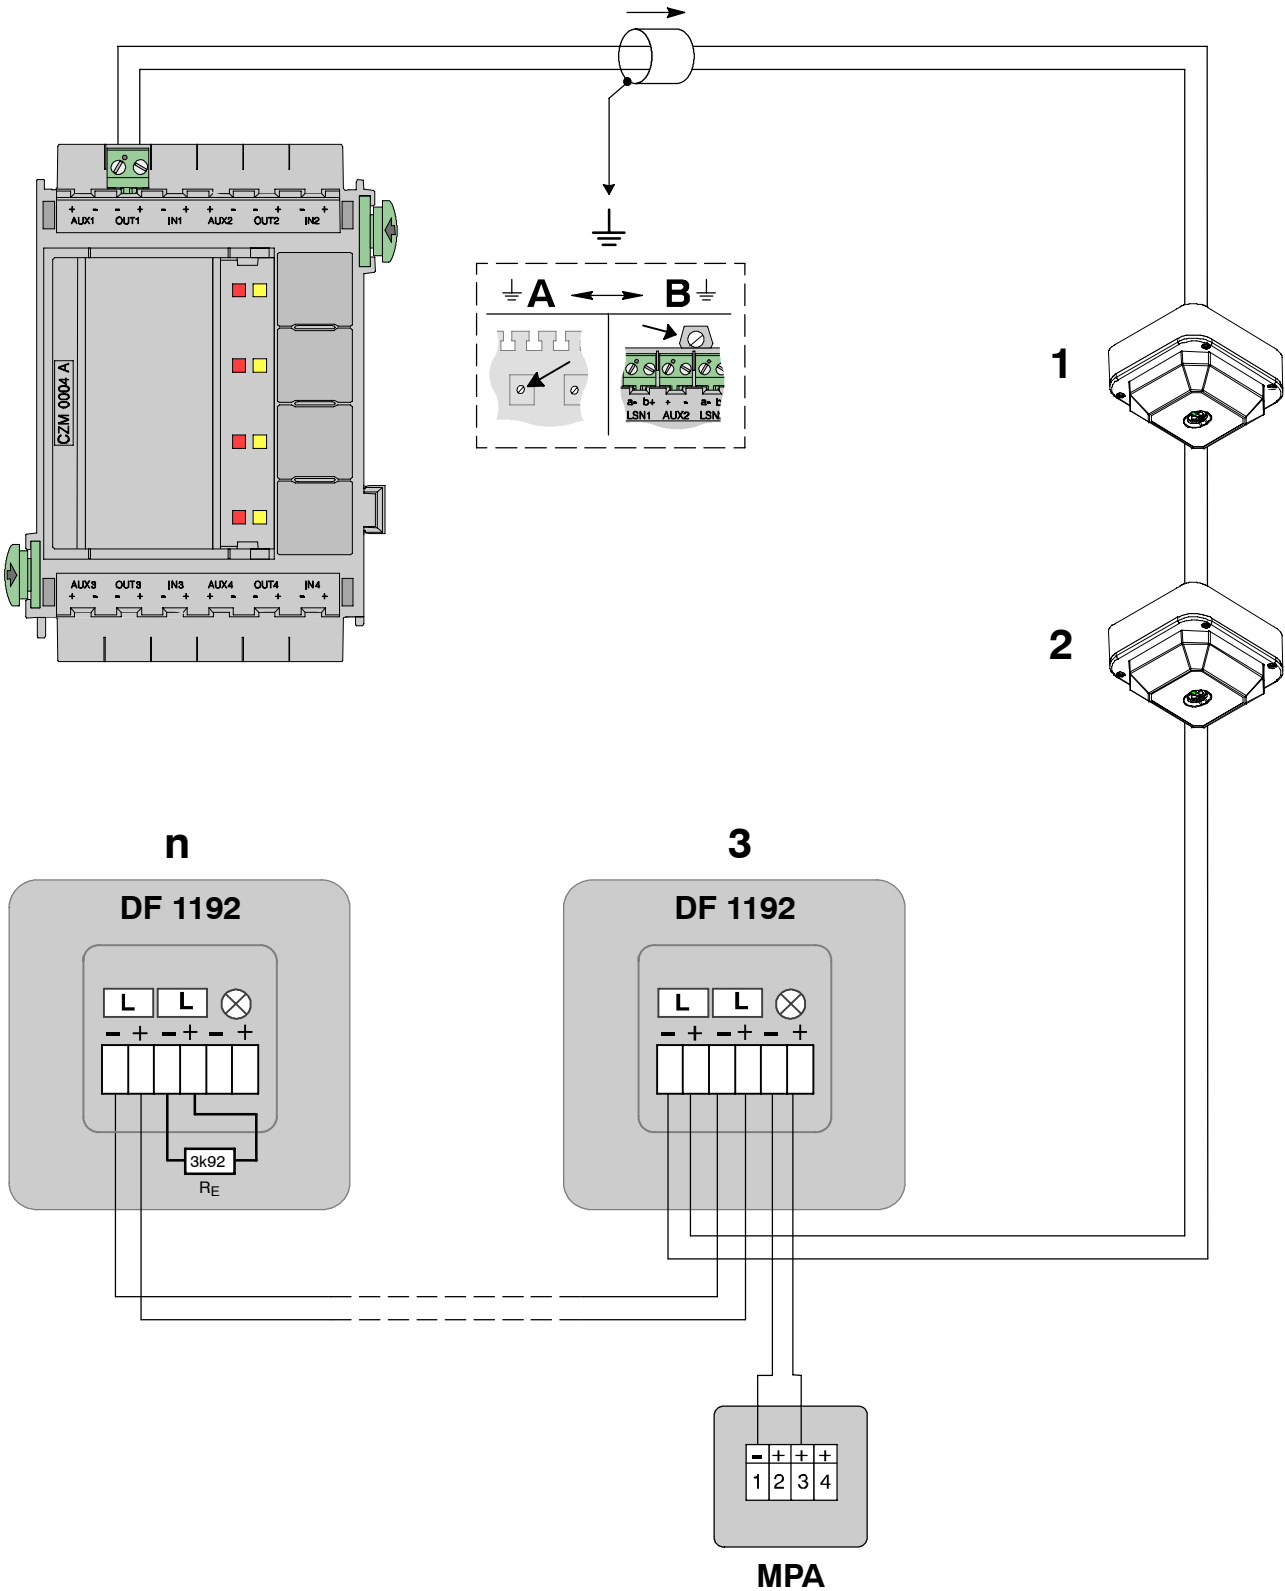 + - - + - + + - - + - +
AUX1 OUT1 IN1 AUX2 OUT2 IN2
A B
a- b+ + - a- b
LSN1 AUX2 LSN
CZM 0004 A
1
AUX3 OUT3 IN3 AUX4 OUT4 IN4
+ - - + - + + - - + - +
2
n
DF 1192
L L
- + - + - +
3k92
RE
3
DF 1192
L L
- + - + - +
- + + +
1 2 3 4
MPA